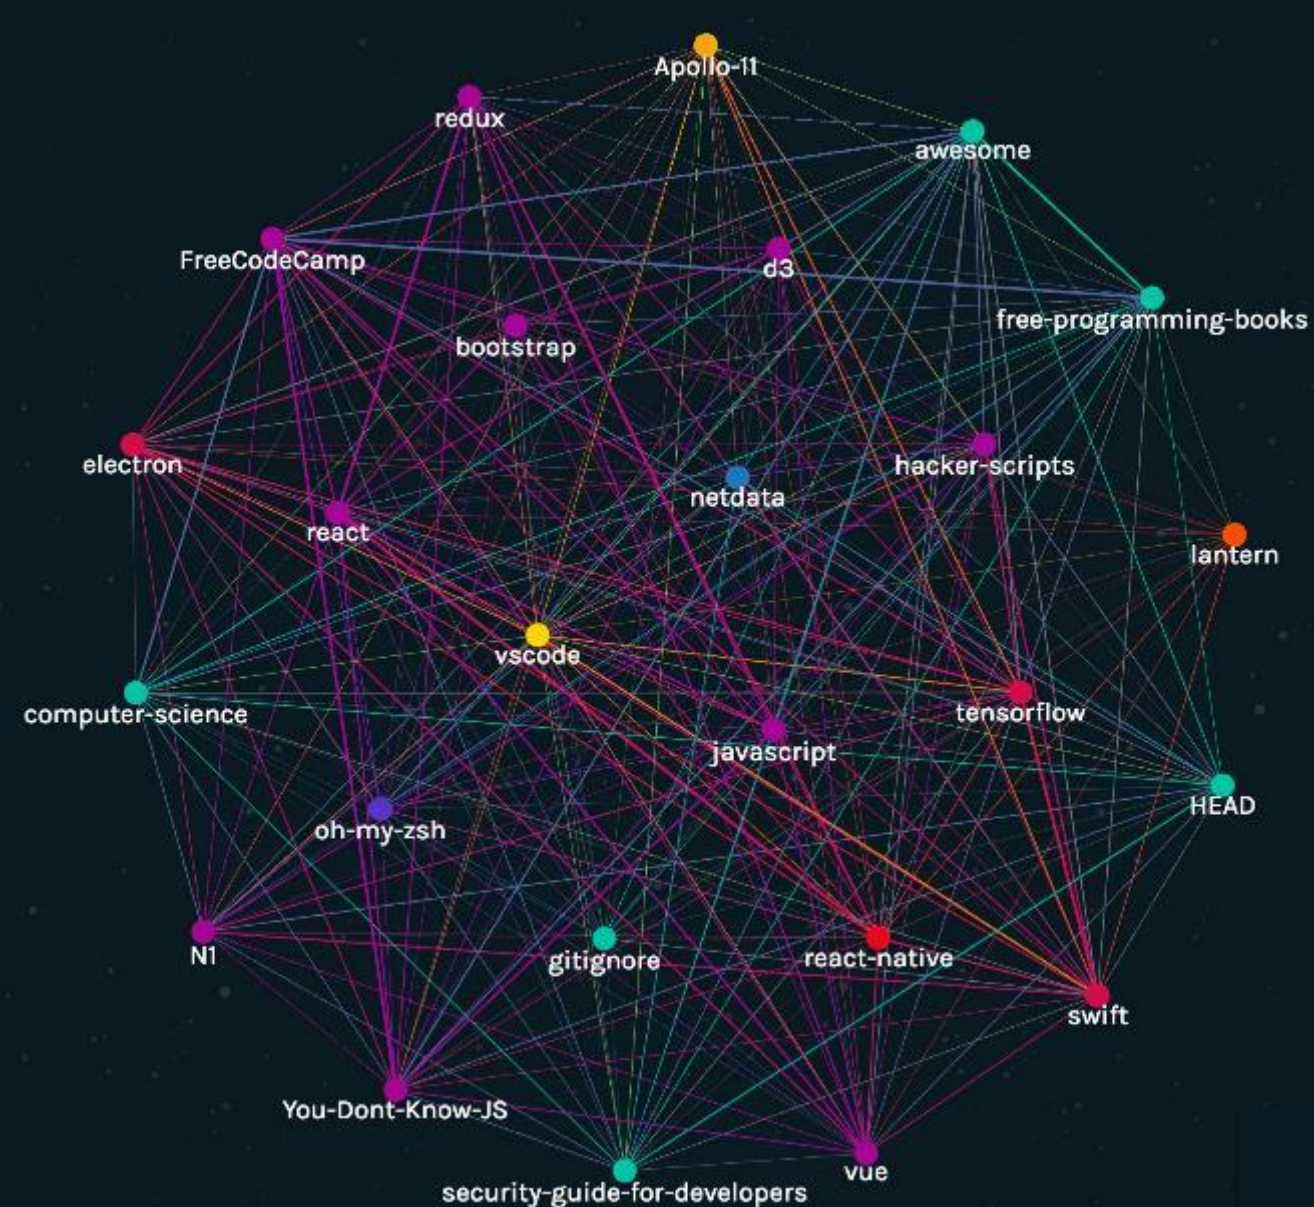 Apollo-11
redux
awesome
FreeCodeCamp
d3
free-programming-books
bootstrap
electron
hacker-scripts
netdata
react
lantern
vscode
computer-science
tensorflow
javascript
HEAD
oh-my-zsh
N1
gitignore
react-native
swift
You-Dont-Know-JS
vue
security-guide-for-developers